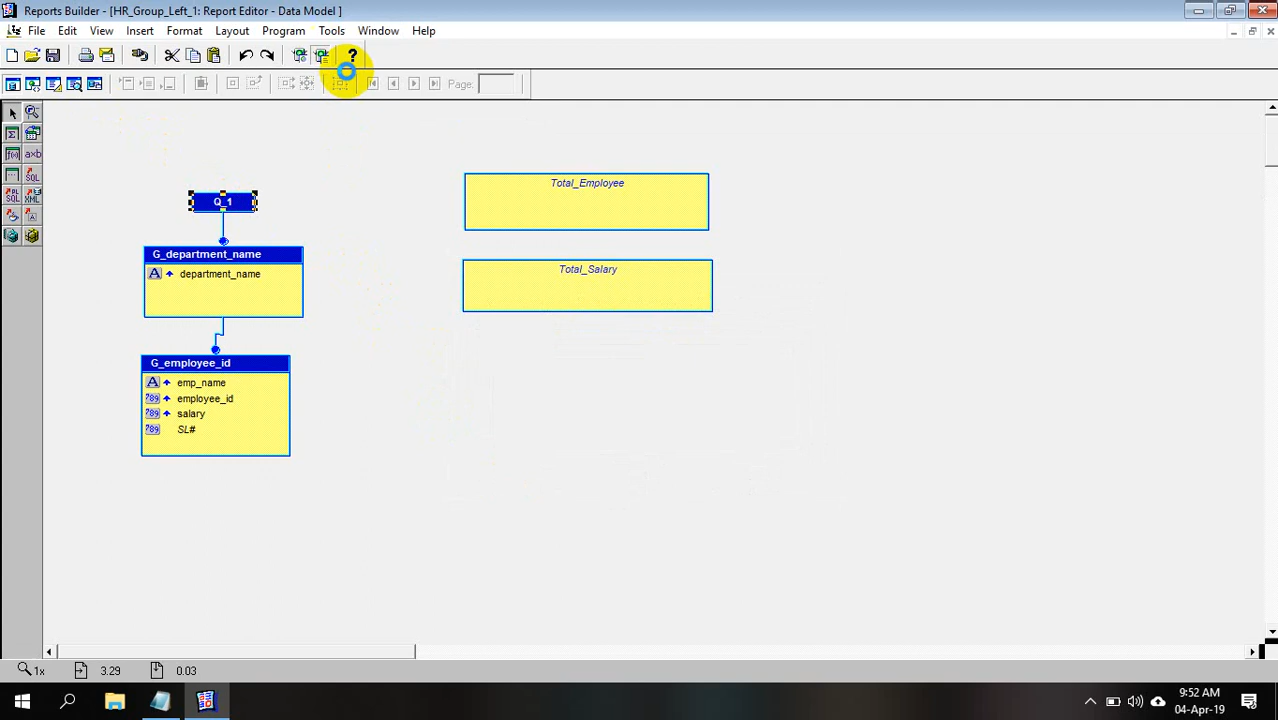 Reports Builder - [HR_Group_Left_1: Report Editor - Data Model ]
File Edit View Insert Format Layout Tools Program Window Help
Page:
Q_1
G_department_name
department_name
G_employee_id
emp_name
employee_id
salary
SL#
Total_Employee
Total_Salary
1x 3.29 0.03
9:52 AM
04-Apr-19